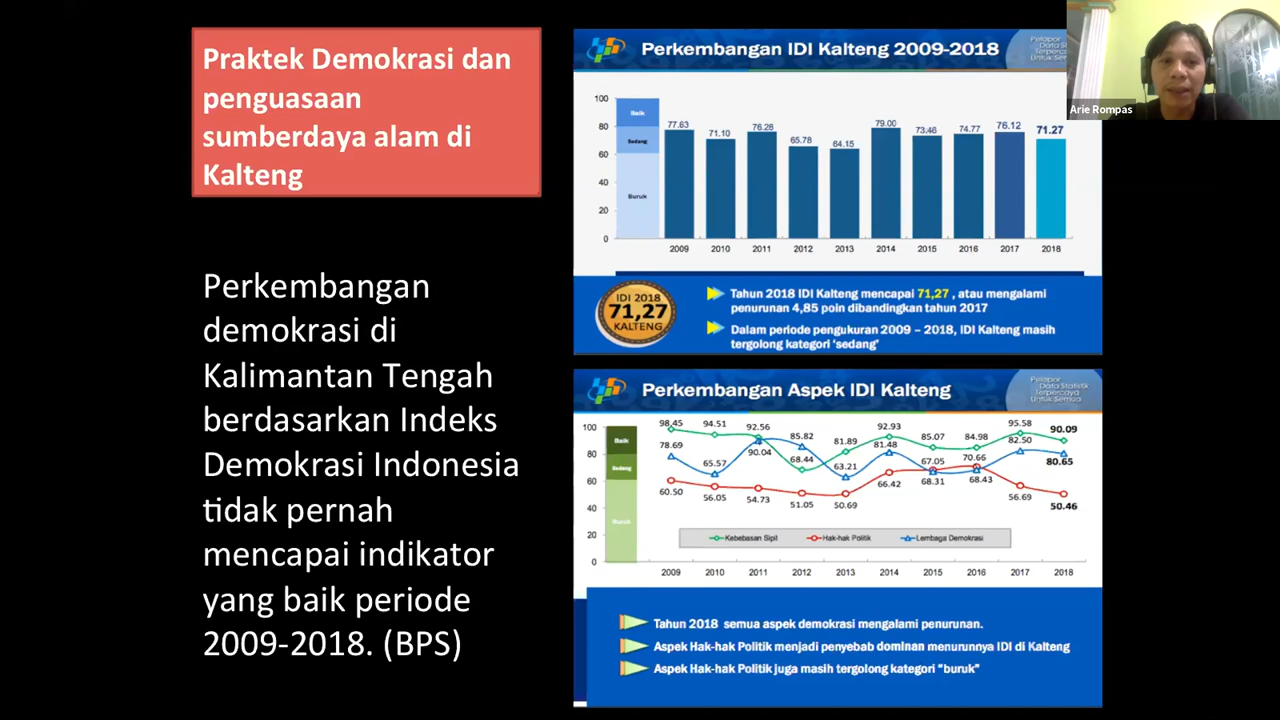 Praktek Demokrasi dan
penguasaan
sumberdaya alam di
Kalteng
Perkembangan
demokrasi di
Kalimantan Tengah
berdasarkan Indeks
Demokrasi Indonesia
tidak pernah
mencapai indikator
yang baik periode
2009-2018. (BPS)
Perkembangan IDI Kalteng 2009-2018
Pelapor
Data Statistik
Terpercaya
Untuk Semua
Arie Rompas
100
80
60
40
20
0
Baik
Sedang
Buruk
77.63
71.10
76.28
65.78
64.15
79.00
73.46
74.77
76.12
71.27
2009 2010 2011 2012 2013 2014 2015 2016 2017 2018
IDI 2018
71,27
KALTENG
Tahun 2018 IDI Kalteng mencapai 71,27 , atau mengalami
penurunan 4,85 poin dibandingkan tahun 2017
Dalam periode pengukuran 2009 – 2018, IDI Kalteng masih
tergolong kategori ‘sedang’
Perkembangan Aspek IDI Kalteng
Pelapor
Data Statistik
Terpercaya
Untuk Semua
100
80
60
40
20
0
Baik
Sedang
Buruk
98.45 94.51 92.56 68.44 81.89 92.93 85.07 84.98 95.58 90.09
78.69 65.57 90.04 85.82 63.21 81.48 68.31 68.43 82.50 80.65
60.50 56.05 54.73 51.05 50.69 66.42 67.05 70.66 56.69 50.46
Kebebasan Sipil Hak-hak Politik Lembaga Demokrasi
2009 2010 2011 2012 2013 2014 2015 2016 2017 2018
Tahun 2018 semua aspek demokrasi mengalami penurunan.
Aspek Hak-hak Politik menjadi penyebab dominan menurunnya IDI di Kalteng
Aspek Hak-hak Politik juga masih tergolong kategori “buruk”